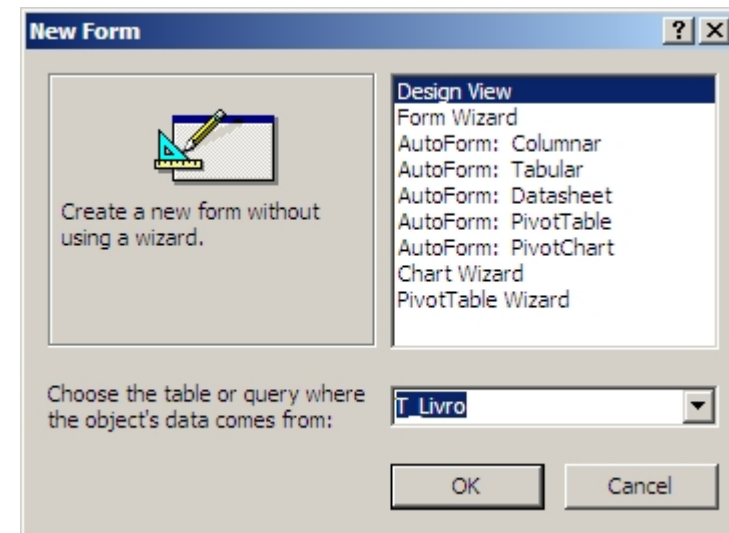 New Form
Create a new form without
using a wizard.
Design View
Form Wizard
AutoForm: Columnar
AutoForm: Tabular
AutoForm: Datasheet
AutoForm: PivotTable
AutoForm: PivotChart
Chart Wizard
PivotTable Wizard
Choose the table or query where
the object's data comes from:
T_Livro
OK
Cancel